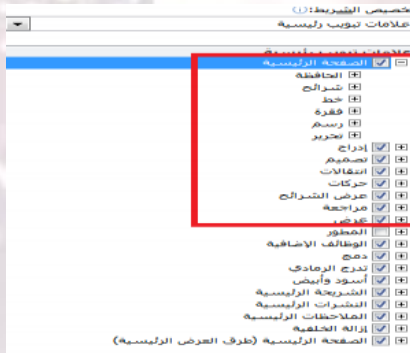 تخصيص الشريط:
علامات تبويب رئيسية
علامات تبويب رئيسية
الصفحة الرئيسية
الحافظة
شرائح
خط
فقرة
رسم
تحرير
إدراج
تصميم
انتقالات
حركات
عرض الشرائح
مراجعة
عرض
المطور
الوظائف الإضافية
دمج
تدرج الرمادي
أسود وأبيض
الشريحة الرئيسية
النشرات الرئيسية
الملاحظات الرئيسية
إزالة الخلفية
الصفحة الرئيسية (طرق العرض الرئيسية)